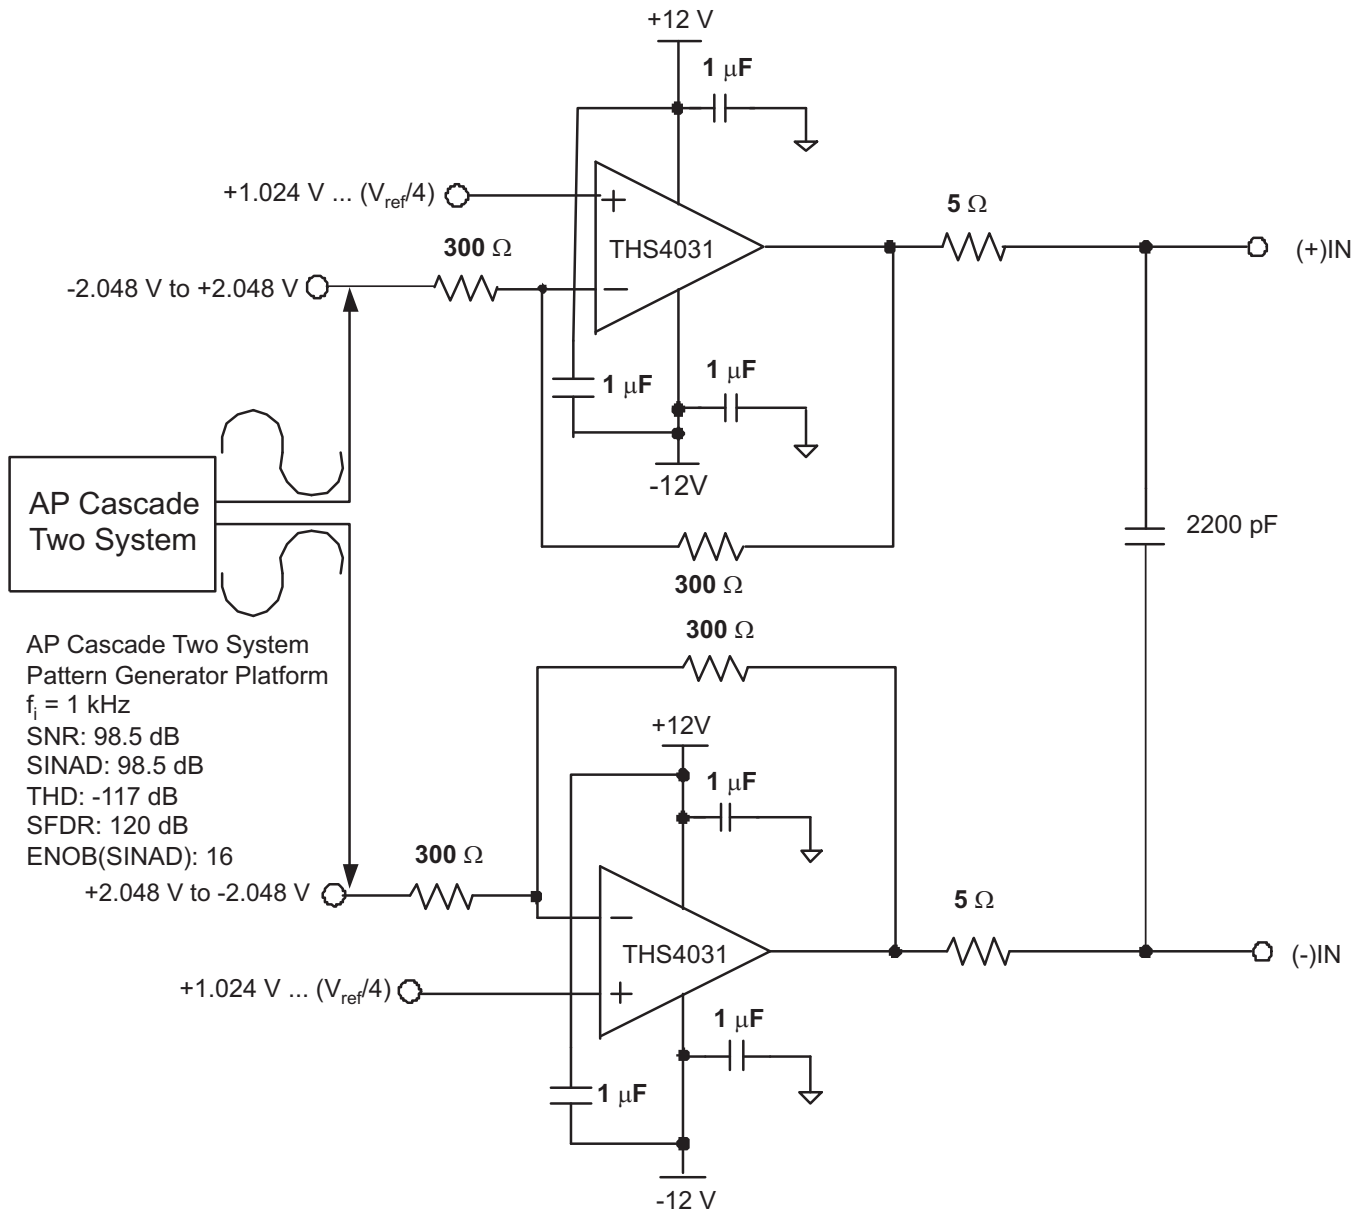 +12 V
1 μF
+1.024 V ... (Vref/4)
+
THS4031
5 Ω
(+)IN
300 Ω
-2.048 V to +2.048 V
−
1 μF
1 μF
-12V
300 Ω
AP Cascade
Two System
2200 pF
AP Cascade Two System
Pattern Generator Platform
fi = 1 kHz
SNR: 98.5 dB
SINAD: 98.5 dB
THD: -117 dB
SFDR: 120 dB
ENOB(SINAD): 16
300 Ω
+12V
1 μF
300 Ω
+2.048 V to -2.048 V
−
THS4031
5 Ω
(-)IN
+1.024 V ... (Vref/4)
+
1 μF
1 μF
-12 V